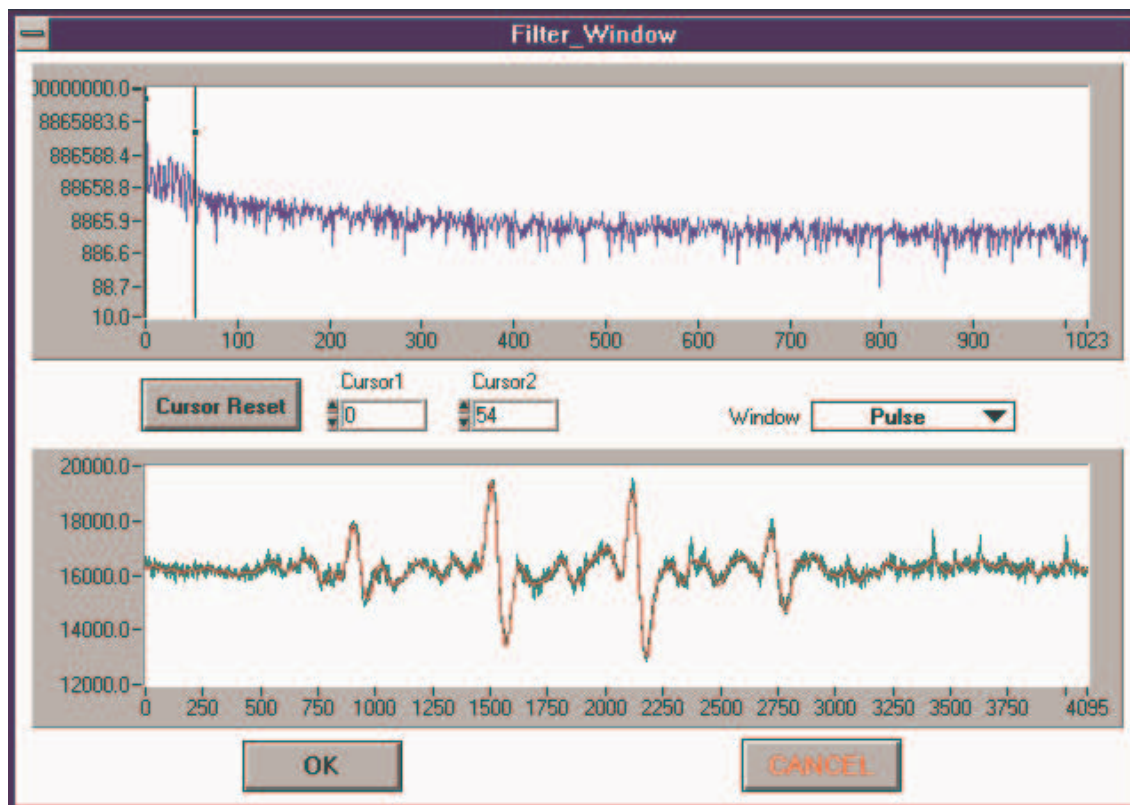 Filter_Window
00000000.0
8865883.6
886588.4
88658.8
8865.9
886.6
88.7
10.0
0 100 200 300 400 500 600 700 800 900 1023
Cursor Reset
Cursor1
0
Cursor2
54
Window
Pulse
20000.0
18000.0
16000.0
14000.0
12000.0
0 250 500 750 1000 1250 1500 1750 2000 2250 2500 2750 3000 3250 3500 3750 4095
OK
CANCEL